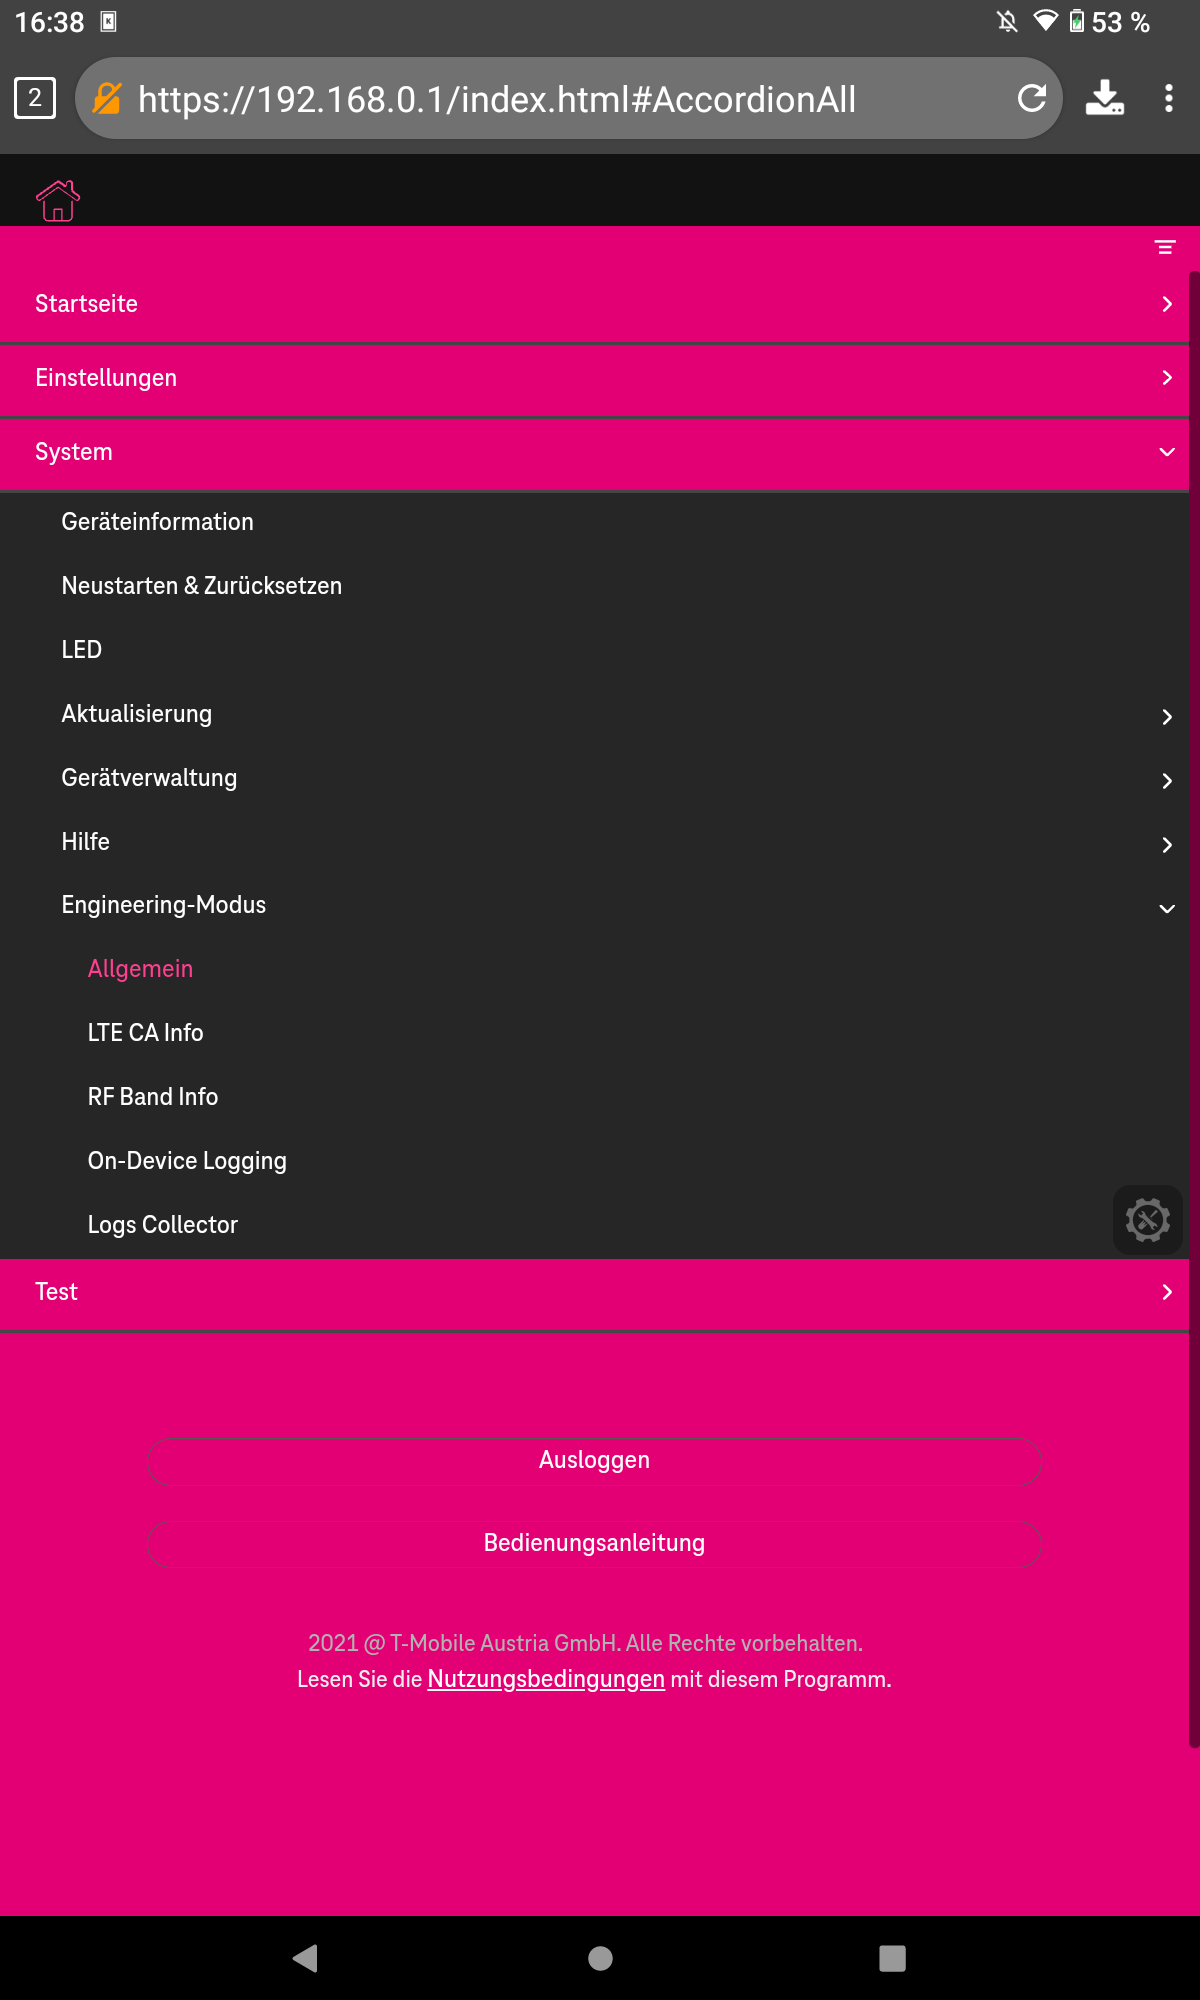 16:38
53 %
2
https://192.168.0.1/index.html#AccordionAll
Startseite
Einstellungen
System
Geräteinformation
Neustarten & Zurücksetzen
LED
Aktualisierung
Gerätverwaltung
Hilfe
Engineering-Modus
Allgemein
LTE CA Info
RF Band Info
On-Device Logging
Logs Collector
Test
Ausloggen
Bedienungsanleitung
2021 @ T-Mobile Austria GmbH. Alle Rechte vorbehalten.
Lesen Sie die Nutzungsbedingungen mit diesem Programm.